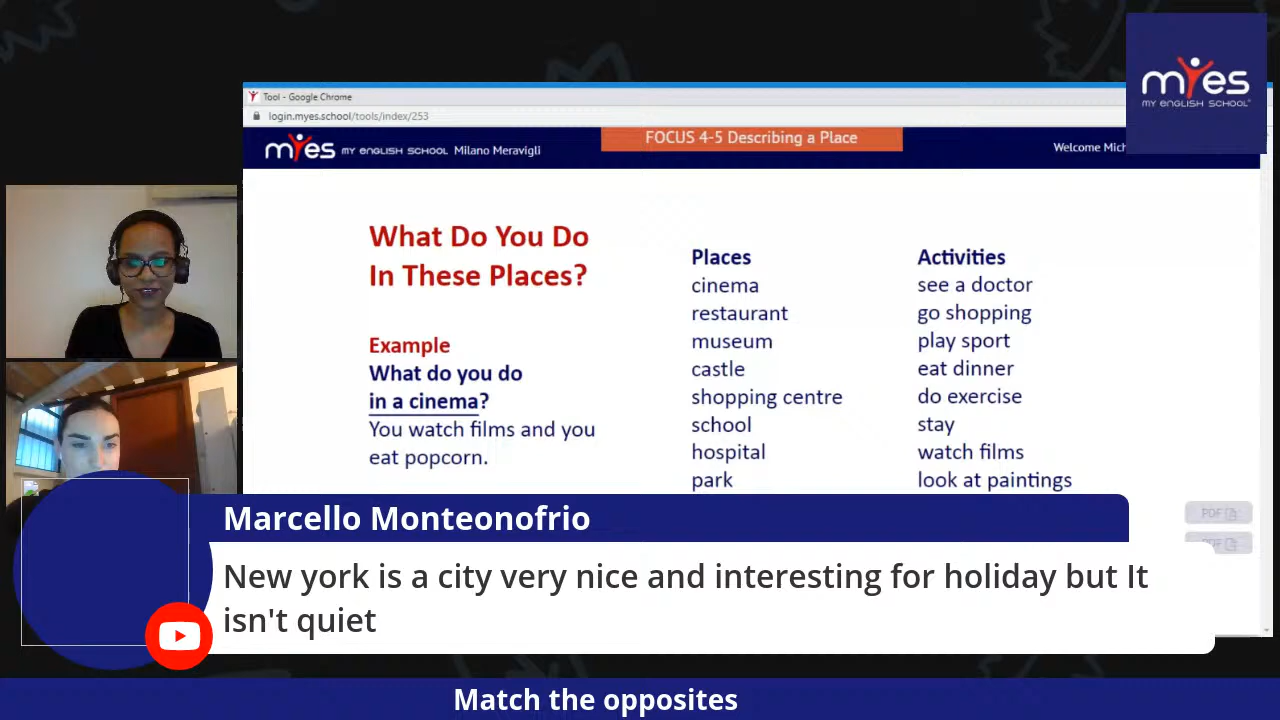 myes
MY ENGLISH SCHOOL
Tool - Google Chrome
login.myes.school/tools/index/253
myes MY ENGLISH SCHOOL Milano Meravigli
FOCUS 4-5 Describing a Place
Welcome Mich
What Do You Do
In These Places?
Example
What do you do
in a cinema?
You watch films and you
eat popcorn.
Places
cinema
restaurant
museum
castle
shopping centre
school
hospital
park
Activities
see a doctor
go shopping
play sport
eat dinner
do exercise
stay
watch films
look at paintings
PDF
PDF
Marcello Monteonofrio
New york is a city very nice and interesting for holiday but It
isn't quiet
Match the opposites